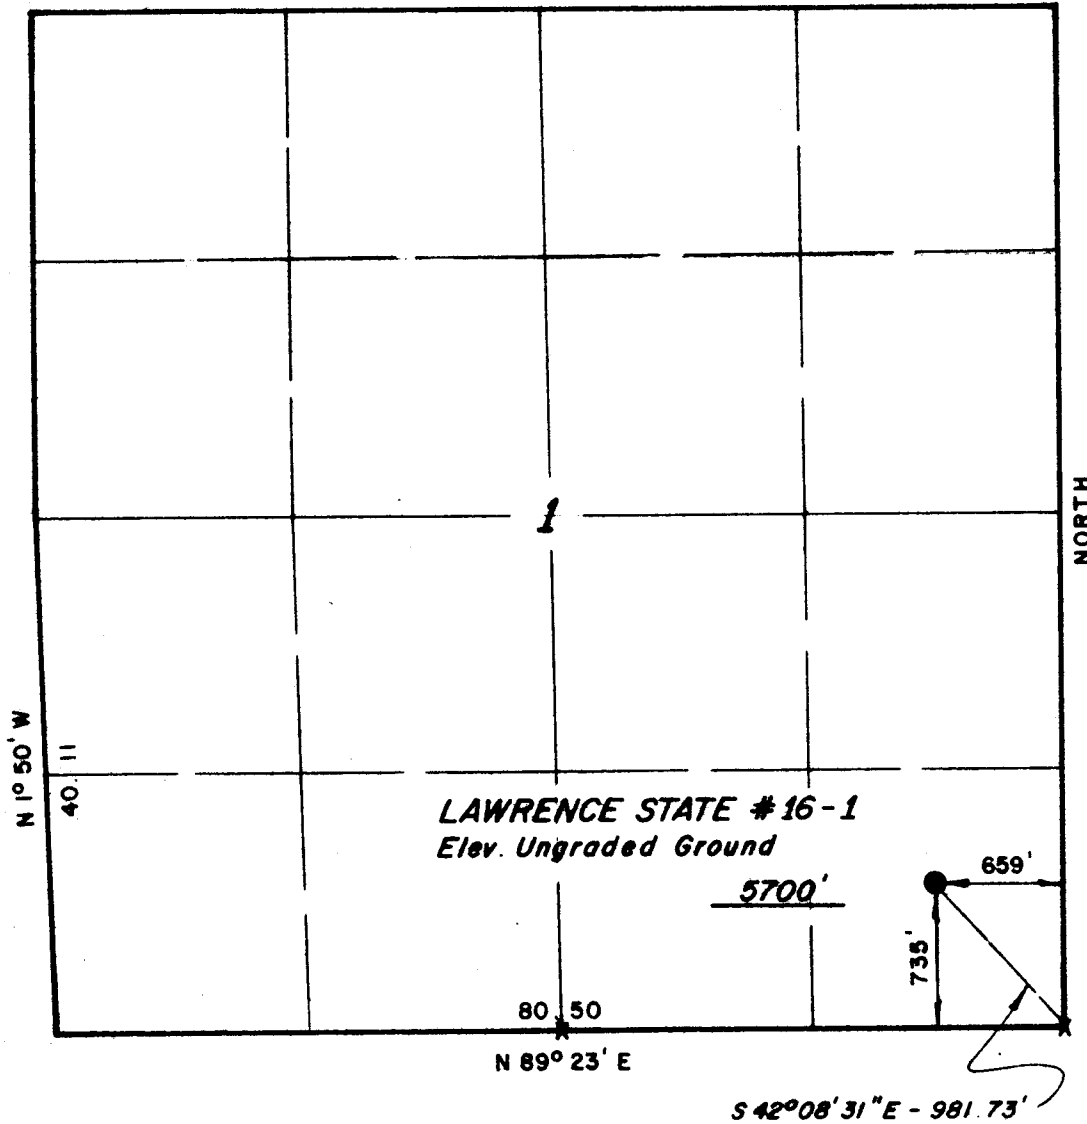 1
NORTH
N 1° 50' W
40.11
LAWRENCE STATE # 16-1
Elev. Ungraded Ground
5700'
659'
735'
80.50
N 89° 23' E
S 42° 08' 31" E - 981.73'